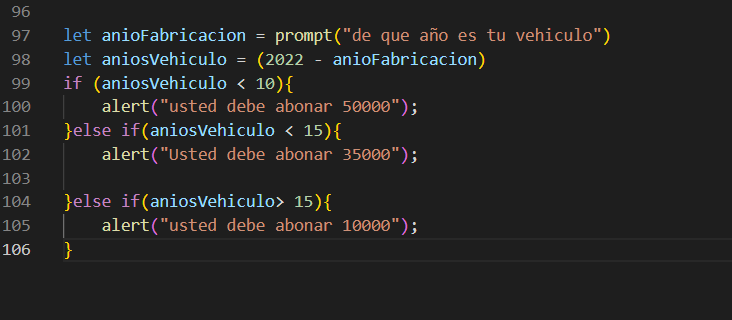 96
97 let anioFabricacion = prompt("de que año es tu vehiculo")
98 let aniosVehiculo = (2022 - anioFabricacion)
99 if (aniosVehiculo < 10){
100     alert("usted debe abonar 50000");
101 }else if(aniosVehiculo < 15){
102     alert("Usted debe abonar 35000");
103
104 }else if(aniosVehiculo> 15){
105     alert("usted debe abonar 10000");
106 }